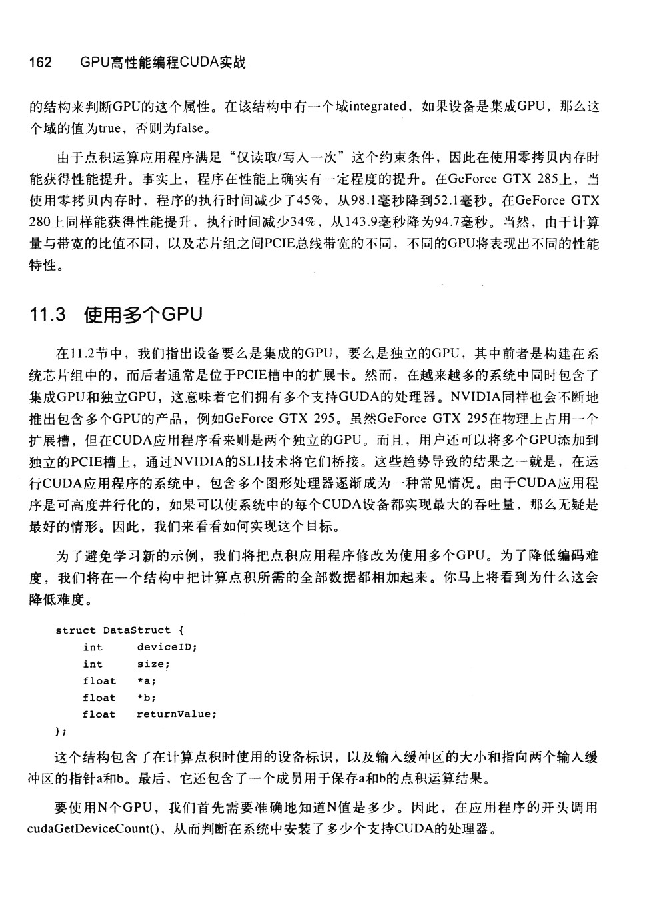 162 GPU高性能编程CUDA实战
的结构来判断GPU的这个属性。在该结构中有一个域integrated，如果设备是集成GPU，那么这
个域的值为true，否则为false。
由于点积运算应用程序满足“仅读取/写入一次”这个约束条件，因此在使用零拷贝内存时
能获得性能提升。事实上，程序在性能上确实有一定程度的提升。在GeForce GTX 285上，当
使用零拷贝内存时，程序的执行时间减少了45%，从98.1毫秒降到52.1毫秒。在GeForce GTX
280上同样能获得性能提升，执行时间减少34%，从143.9毫秒降为94.7毫秒。当然，由于计算
量与带宽的比值不同，以及芯片组之间PCIE总线带宽的不同，不同的GPU将表现出不同的性能
特性。
11.3 使用多个GPU
在11.2节中，我们指出设备要么是集成的GPU，要么是独立的GPU，其中前者是构建在系
统芯片组中的，而后者通常是位于PCIE槽中的扩展卡。然而，在越来越多的系统中同时包含了
集成GPU和独立GPU，这意味着它们拥有多个支持GUDA的处理器。NVIDIA同样也会不断地
推出包含多个GPU的产品，例如GeForce GTX 295。虽然GeForce GTX 295在物理上占用一个
扩展槽，但在CUDA应用程序看来则是两个独立的GPU。而且，用户还可以将多个GPU添加到
独立的PCIE槽上，通过NVIDIA的SLI技术将它们桥接。这些趋势导致的结果之一就是，在运
行CUDA应用程序的系统中，包含多个图形处理器逐渐成为一种常见情况。由于CUDA应用程
序是可高度并行化的，如果可以使系统中的每个CUDA设备都实现最大的吞吐量，那么无疑是
最好的情形。因此，我们来看看如何实现这个目标。
为了避免学习新的示例，我们将把点积应用程序修改为使用多个GPU。为了降低编码难
度，我们将在一个结构中把计算点积所需的全部数据都相加起来。你马上将看到为什么这会
降低难度。
struct DataStruct {
int deviceID;
int size;
float *a;
float *b;
float returnValue;
};
这个结构包含了在计算点积时使用的设备标识，以及输入缓冲区的大小和指向两个输入缓
冲区的指针a和b。最后，它还包含了一个成员用于保存a和b的点积运算结果。
要使用N个GPU，我们首先需要准确地知道N值是多少。因此，在应用程序的开头调用
cudaGetDeviceCount()，从而判断在系统中安装了多少个支持CUDA的处理器。